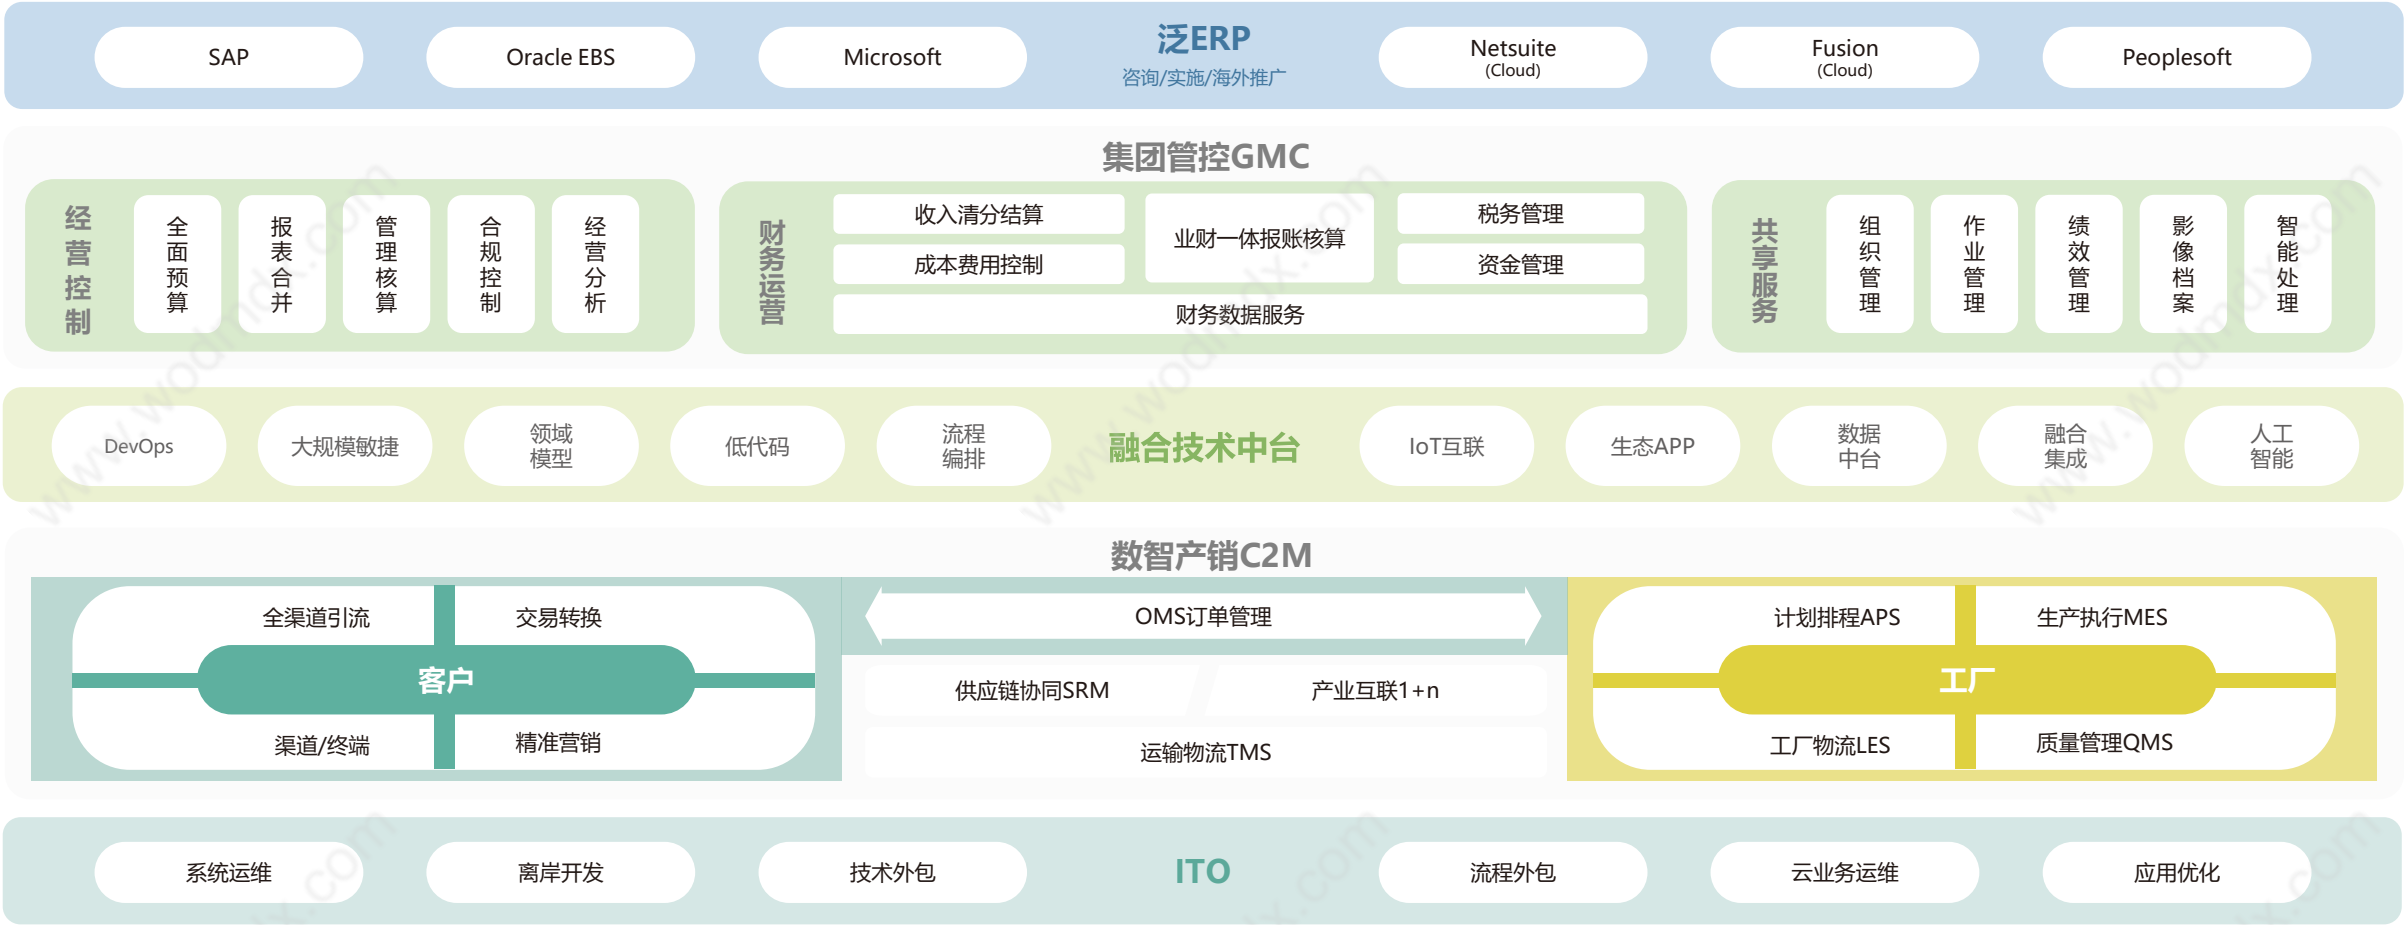 SAP
Oracle EBS
Microsoft
泛ERP
咨询/实施/海外推广
Netsuite
(Cloud)
Fusion
(Cloud)
Peoplesoft
集团管控GMC
经营控制
全面预算
报表合并
管理核算
合规控制
经营分析
财务运营
收入清分结算
成本费用控制
业财一体报账核算
税务管理
资金管理
财务数据服务
共享服务
组织管理
作业管理
绩效管理
影像档案
智能处理
DevOps
大规模敏捷
领域
模型
低代码
流程
编排
融合技术中台
IoT互联
生态APP
数据
中台
融合
集成
人工
智能
数智产销C2M
全渠道引流
交易转换
客户
渠道/终端
精准营销
OMS订单管理
供应链协同SRM
产业互联1+n
运输物流TMS
计划排程APS
生产执行MES
工厂
工厂物流LES
质量管理QMS
系统运维
离岸开发
技术外包
ITO
流程外包
云业务运维
应用优化
www.wodmdx.com
www.wodmdx.com
www.wodmdx.com